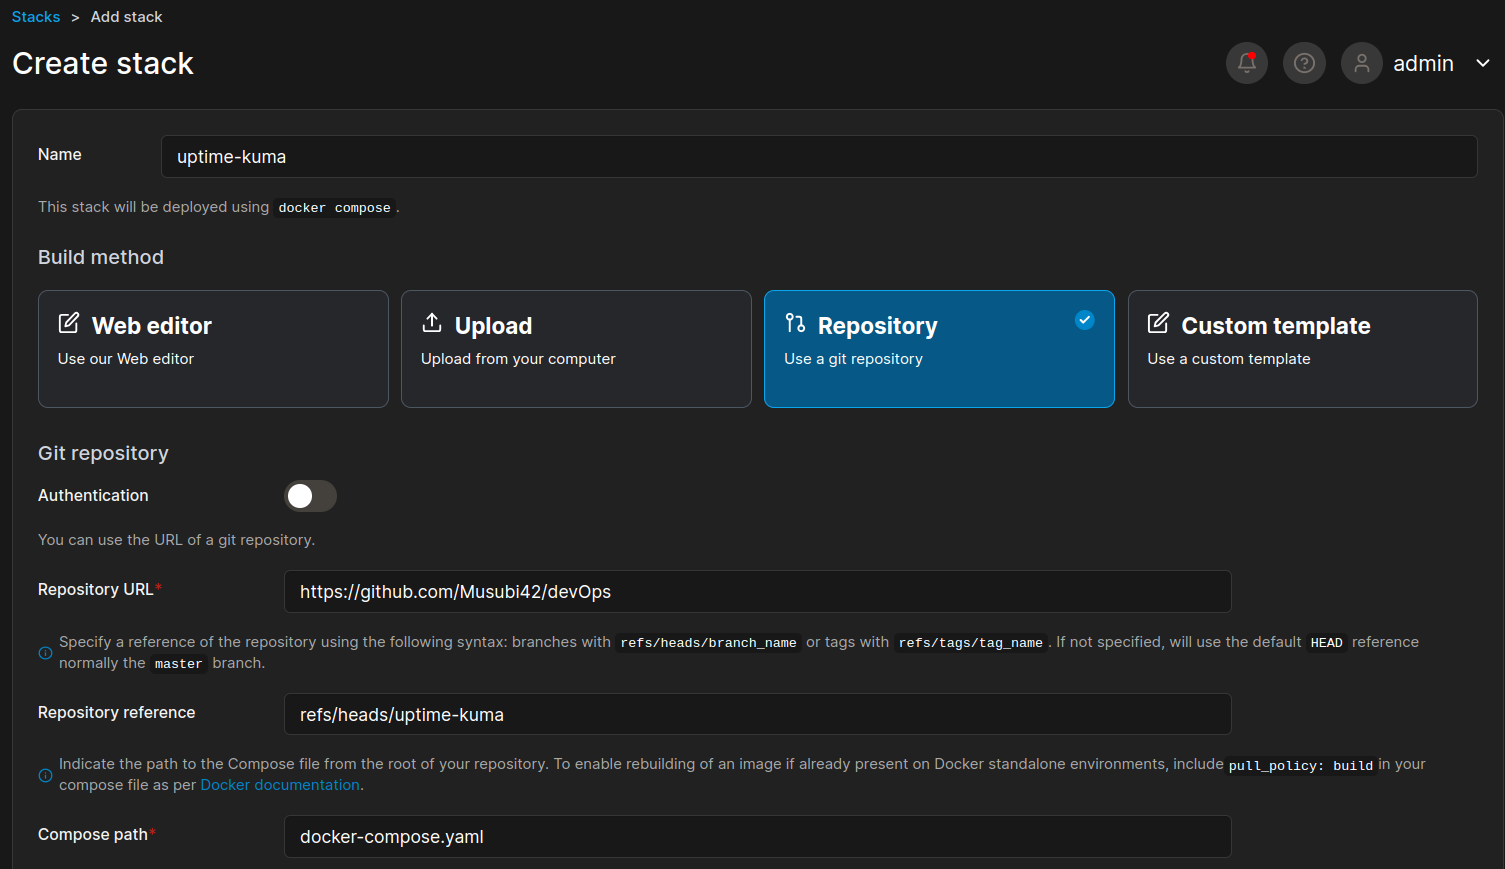 Stacks > Add stack
Create stack
admin
Name
uptime-kuma
This stack will be deployed using docker compose.
Build method
Web editor
Use our Web editor
Upload
Upload from your computer
Repository
Use a git repository
Custom template
Use a custom template
Git repository
Authentication
You can use the URL of a git repository.
Repository URL*
https://github.com/Musubi42/devOps
Specify a reference of the repository using the following syntax: branches with refs/heads/branch_name or tags with refs/tags/tag_name. If not specified, will use the default HEAD reference
normally the master branch.
Repository reference
refs/heads/uptime-kuma
Indicate the path to the Compose file from the root of your repository. To enable rebuilding of an image if already present on Docker standalone environments, include pull_policy: build in your
compose file as per Docker documentation.
Compose path*
docker-compose.yaml